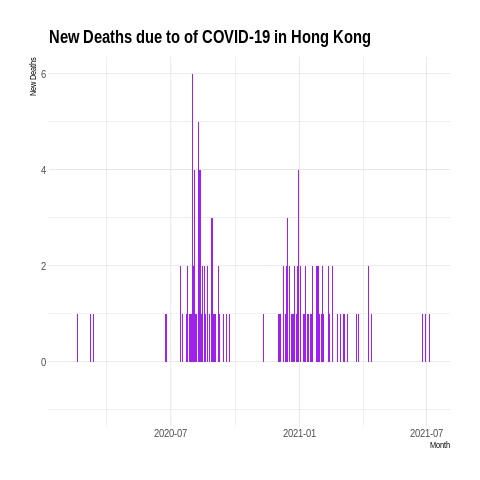 New Deaths due to of COVID-19 in Hong Kong
New Deaths
6
4
2
0
2020-07
2021-01
2021-07
Month